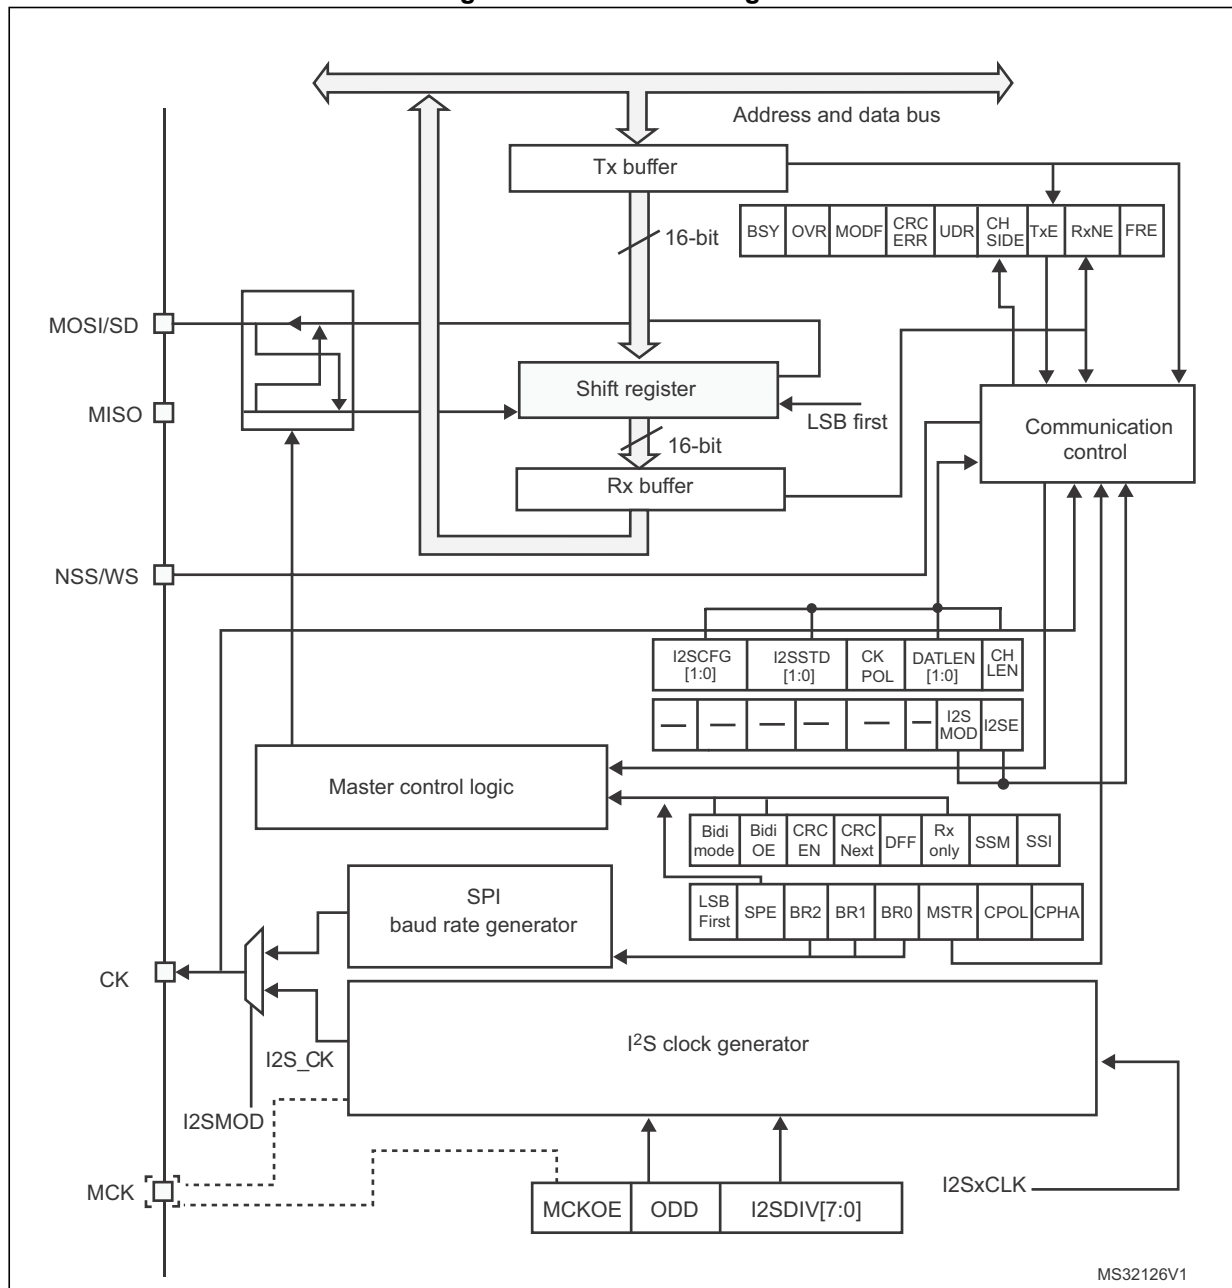 Address and data bus
Tx buffer
16-bit
BSY OVR MODF CRC ERR UDR CH SIDE TxE RxNE FRE
MOSI/SD
Shift register
MISO
LSB first
Communication
control
16-bit
Rx buffer
NSS/WS
I2SCFG [1:0] I2SSTD [1:0] CK POL DATLEN [1:0] CH LEN
— — — — — — I2S MOD I2SE
Master control logic
Bidi mode Bidi OE CRC EN CRC Next DFF Rx only SSM SSI
LSB First SPE BR2 BR1 BR0 MSTR CPOL CPHA
SPI
baud rate generator
CK
I2S clock generator
I2S_CK
I2SMOD
MCK
MCKOE ODD I2SDIV[7:0]
I2SxCLK
MS32126V1